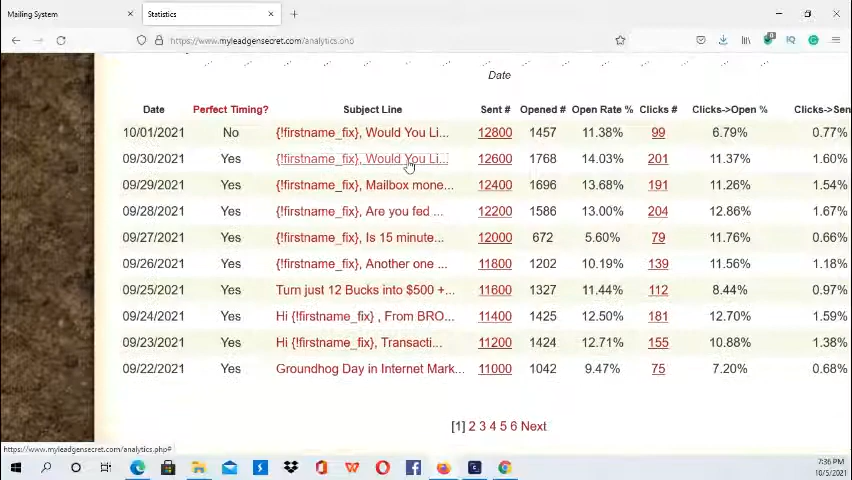 Mailing System
Statistics
https://www.myleadgensecret.com/analytics.php
Date
Date Perfect Timing? Subject Line Sent # Opened # Open Rate % Clicks # Clicks->Open % Clicks->Sen
10/01/2021 No {!firstname_fix}, Would You Li... 12800 1457 11.38% 99 6.79% 0.77%
09/30/2021 Yes {!firstname_fix}, Would You Li... 12600 1768 14.03% 201 11.37% 1.60%
09/29/2021 Yes {!firstname_fix}, Mailbox mone... 12400 1696 13.68% 191 11.26% 1.54%
09/28/2021 Yes {!firstname_fix}, Are you fed ... 12200 1586 13.00% 204 12.86% 1.67%
09/27/2021 Yes {!firstname_fix}, Is 15 minute... 12000 672 5.60% 79 11.76% 0.66%
09/26/2021 Yes {!firstname_fix}, Another one ... 11800 1202 10.19% 139 11.56% 1.18%
09/25/2021 Yes Turn just 12 Bucks into $500 +... 11600 1327 11.44% 112 8.44% 0.97%
09/24/2021 Yes Hi {!firstname_fix} , From BRO... 11400 1425 12.50% 181 12.70% 1.59%
09/23/2021 Yes Hi {!firstname_fix}, Transacti... 11200 1424 12.71% 155 10.88% 1.38%
09/22/2021 Yes Groundhog Day in Internet Mark... 11000 1042 9.47% 75 7.20% 0.68%
[1] 2 3 4 5 6 Next
https://www.myleadgensecret.com/analytics.php#
7:36 PM
10/5/2021